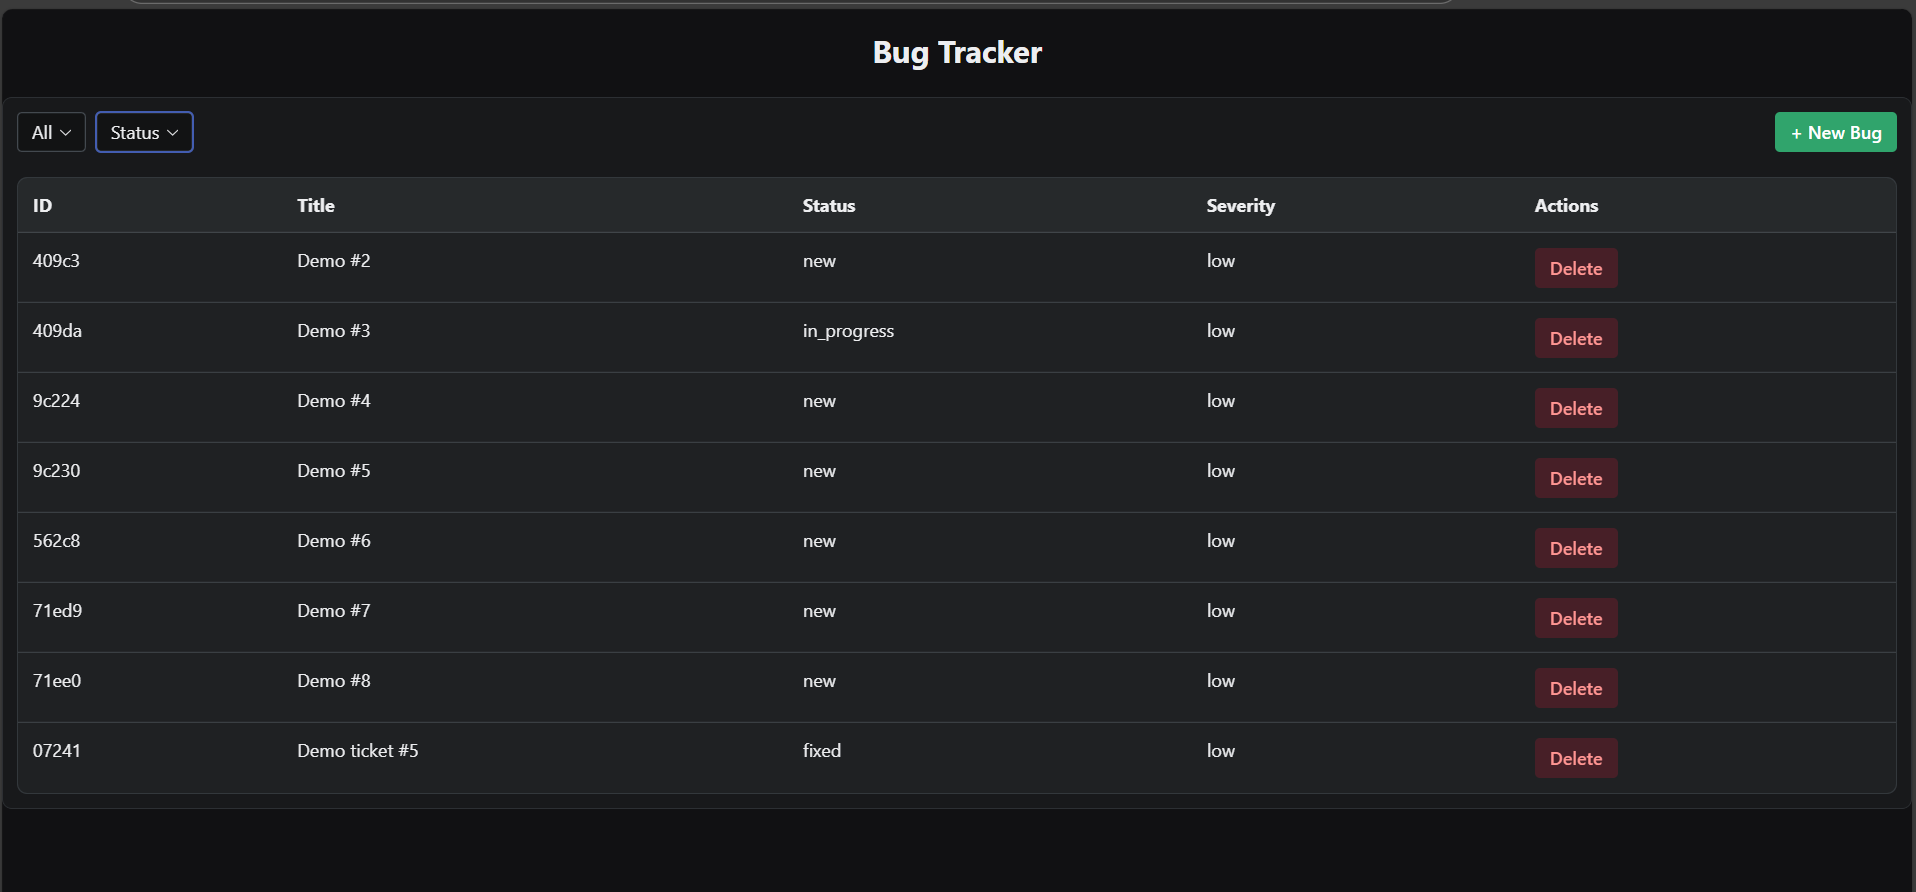 Bug Tracker
All Status + New Bug
ID Title Status Severity Actions
409c3 Demo #2 new low Delete
409da Demo #3 in_progress low Delete
9c224 Demo #4 new low Delete
9c230 Demo #5 new low Delete
562c8 Demo #6 new low Delete
71ed9 Demo #7 new low Delete
71ee0 Demo #8 new low Delete
07241 Demo ticket #5 fixed low Delete